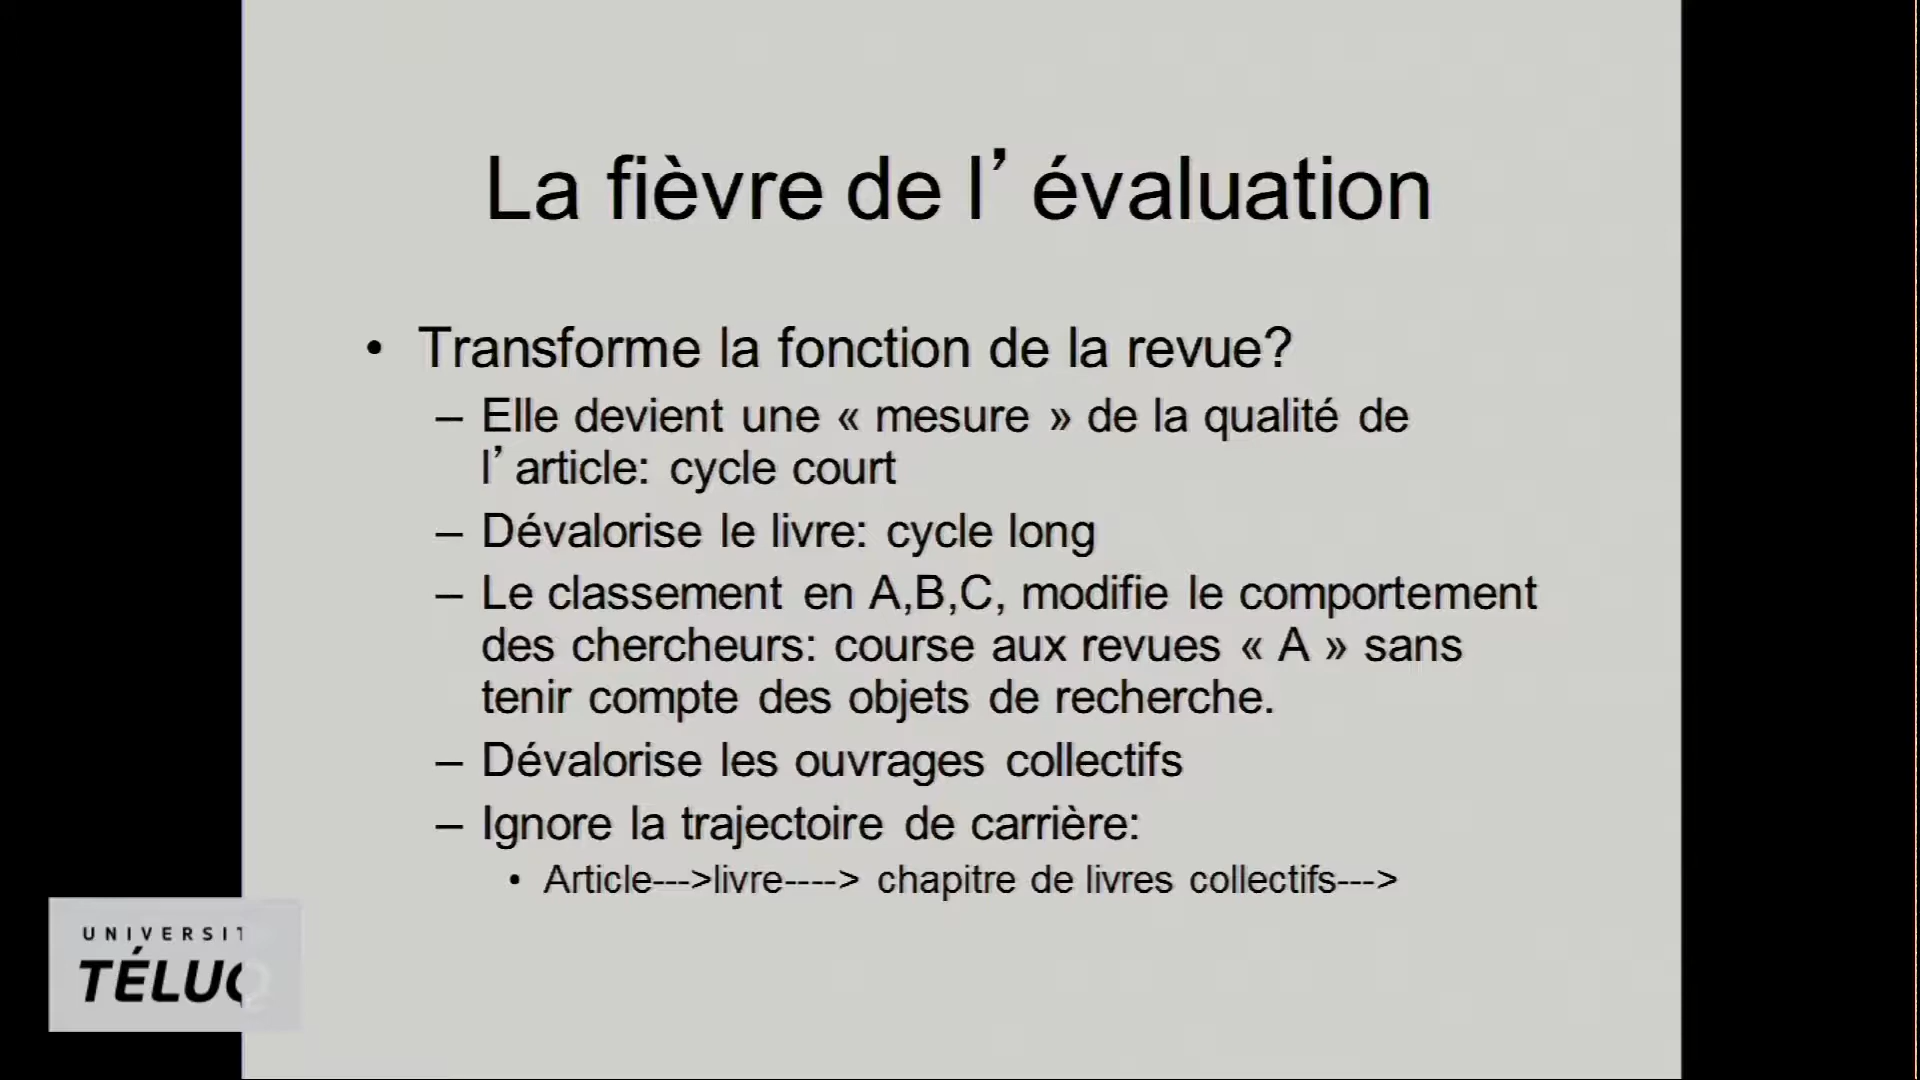 La fièvre de l’évaluation
• Transforme la fonction de la revue?
– Elle devient une « mesure » de la qualité de
l’article: cycle court
– Dévalorise le livre: cycle long
– Le classement en A,B,C, modifie le comportement
des chercheurs: course aux revues « A » sans
tenir compte des objets de recherche.
– Dévalorise les ouvrages collectifs
– Ignore la trajectoire de carrière:
• Article--->livre----> chapitre de livres collectifs--->
UNIVERSIT
TÉLUQ